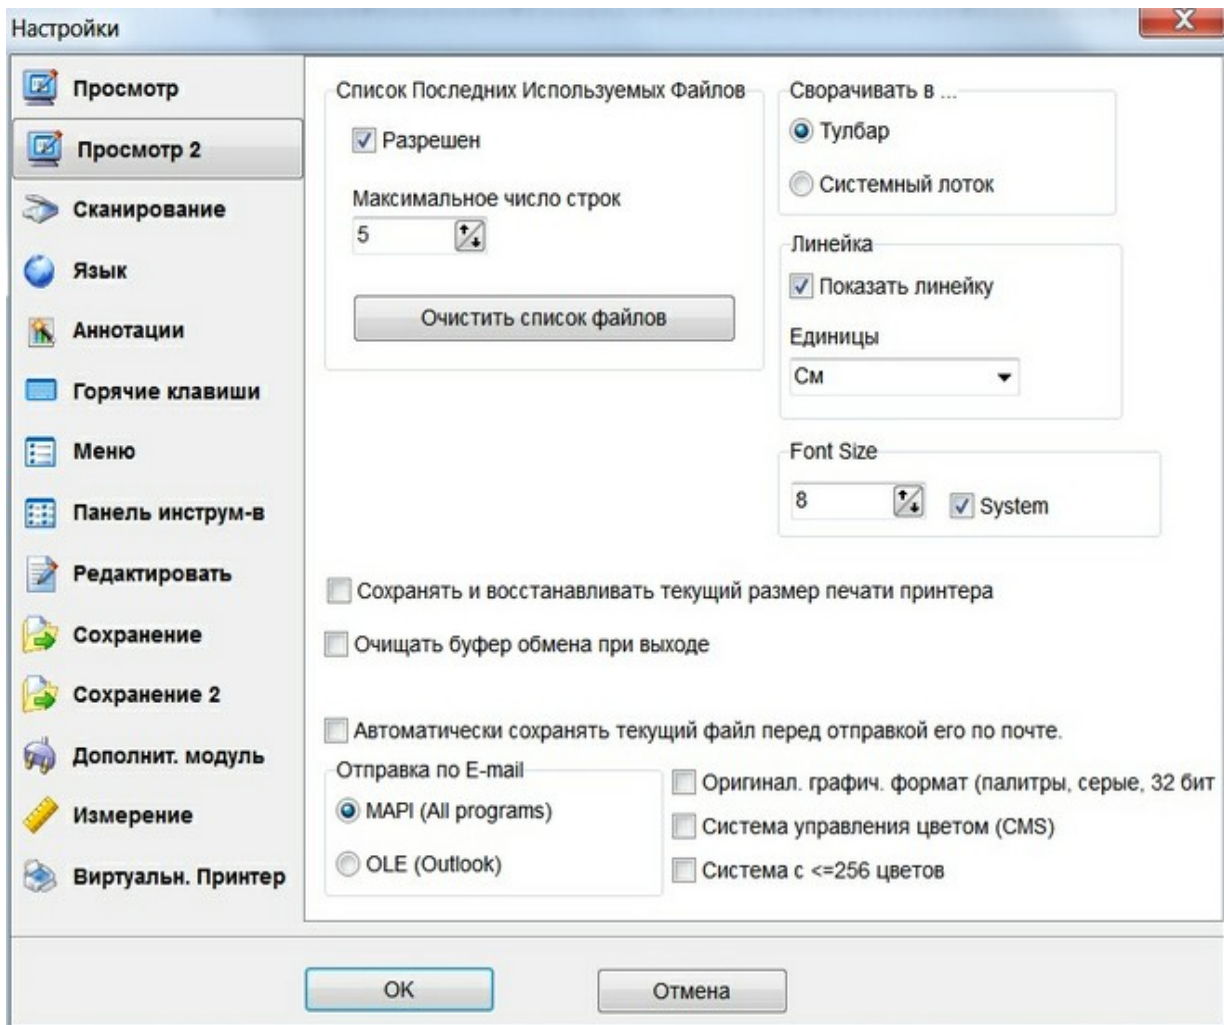 Настройки
Просмотр
Просмотр 2
Сканирование
Язык
Аннотации
Горячие клавиши
Меню
Панель инструм-в
Редактировать
Сохранение
Сохранение 2
Дополнит. модуль
Измерение
Виртуальн. Принтер
Список Последних Используемых Файлов
Разрешен
Максимальное число строк
5
Очистить список файлов
Сворачивать в ...
Тулбар
Системный лоток
Линейка
Показать линейку
Единицы
См
Font Size
8
System
Сохранять и восстанавливать текущий размер печати принтера
Очищать буфер обмена при выходе
Автоматически сохранять текущий файл перед отправкой его по почте.
Отправка по E-mail
MAPI (All programs)
OLE (Outlook)
Оригинал. графич. формат (палитры, серые, 32 бит
Система управления цветом (CMS)
Система с <=256 цветов
OK
Отмена